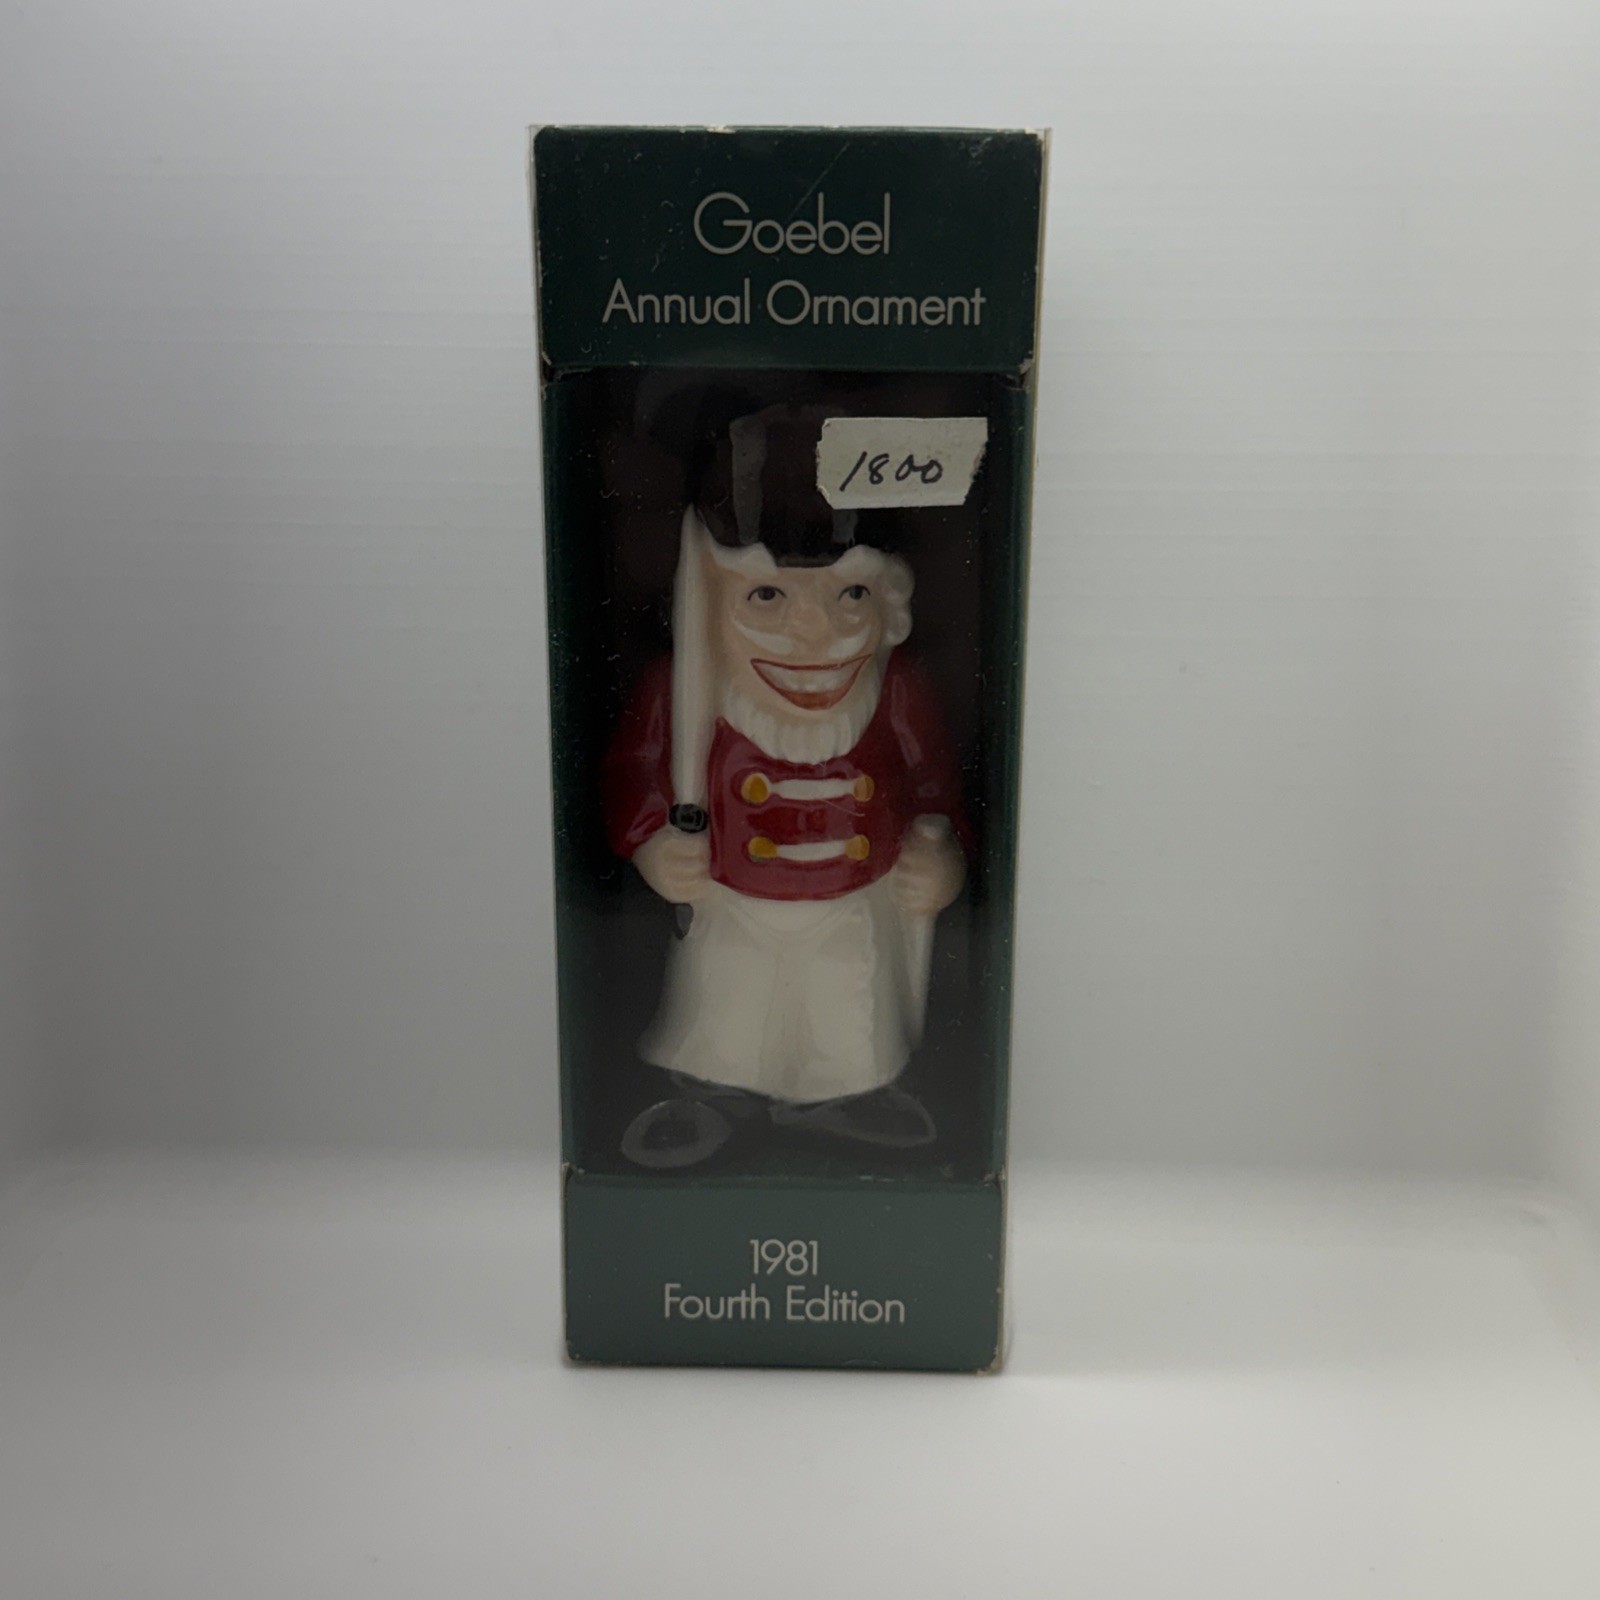 Goebel
Annual Ornament
1800
1981
Fourth Edition